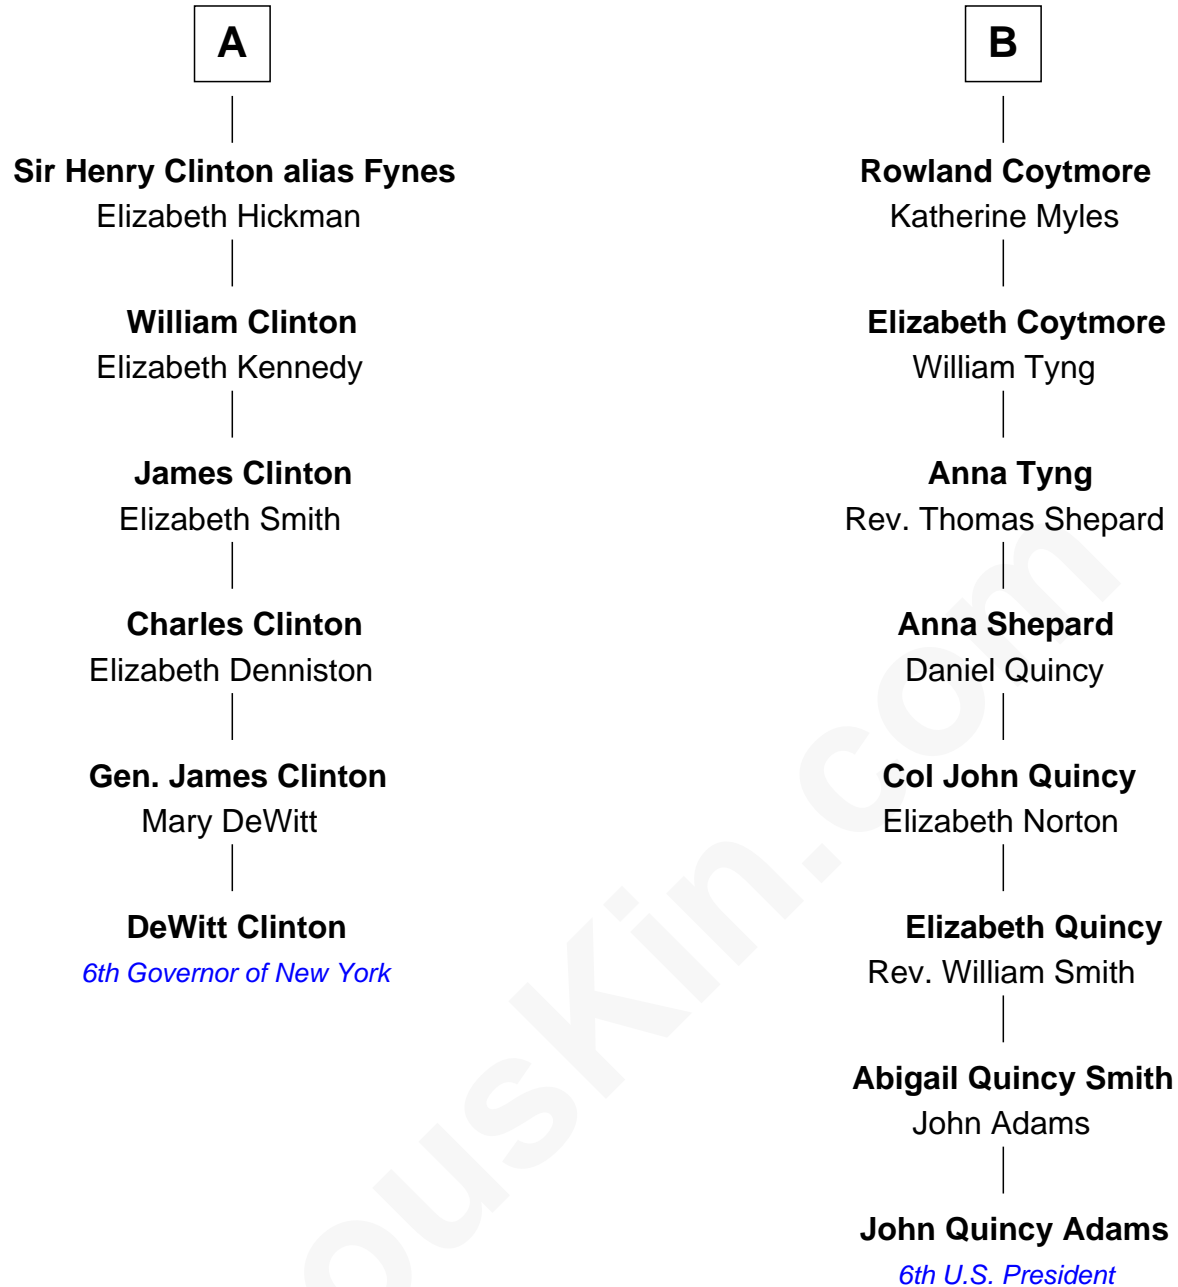 A
Sir Henry Clinton alias Fynes
Elizabeth Hickman
William Clinton
Elizabeth Kennedy
James Clinton
Elizabeth Smith
Charles Clinton
Elizabeth Denniston
Gen. James Clinton
Mary DeWitt
DeWitt Clinton
6th Governor of New York
B
Rowland Coytmore
Katherine Myles
Elizabeth Coytmore
William Tyng
Anna Tyng
Rev. Thomas Shepard
Anna Shepard
Daniel Quincy
Col John Quincy
Elizabeth Norton
Elizabeth Quincy
Rev. William Smith
Abigail Quincy Smith
John Adams
John Quincy Adams
6th U.S. President
ousKin.com